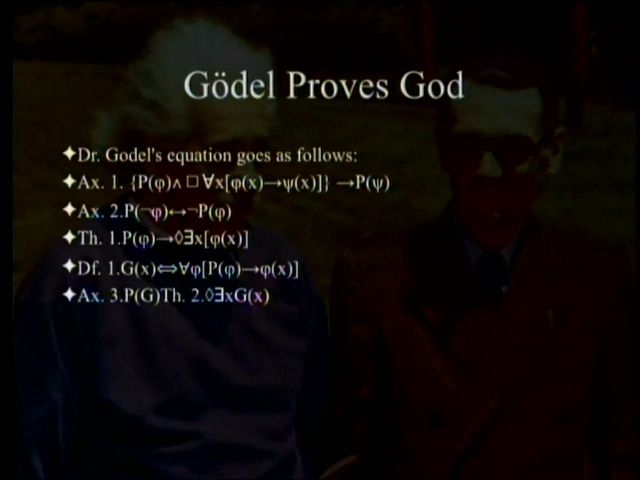 Gödel Proves God
✦Dr. Godel's equation goes as follows:
✦Ax. 1. {P(φ)∧ □ ∀x[φ(x)→ψ(x)]} →P(ψ)
✦Ax. 2.P(¬φ)↔¬P(φ)
✦Th. 1.P(φ)→◊∃x[φ(x)]
✦Df. 1.G(x)⇔∀φ[P(φ)→φ(x)]
✦Ax. 3.P(G)Th. 2.◊∃xG(x)